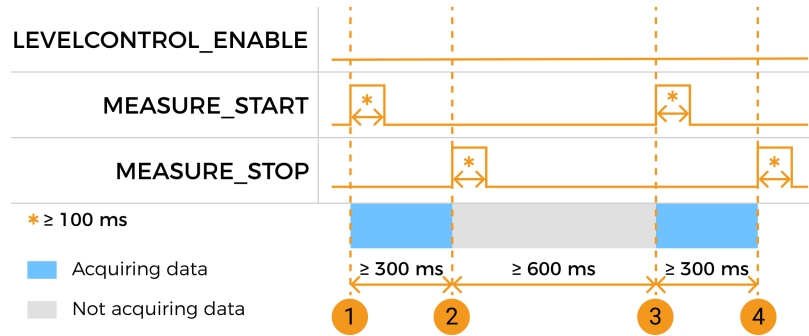 LEVELCONTROL_ENABLE
MEASURE_START
*
*
MEASURE_STOP
*
*
* ≥ 100 ms
Acquiring data
≥ 300 ms
≥ 600 ms
≥ 300 ms
Not acquiring data
1
2
3
4